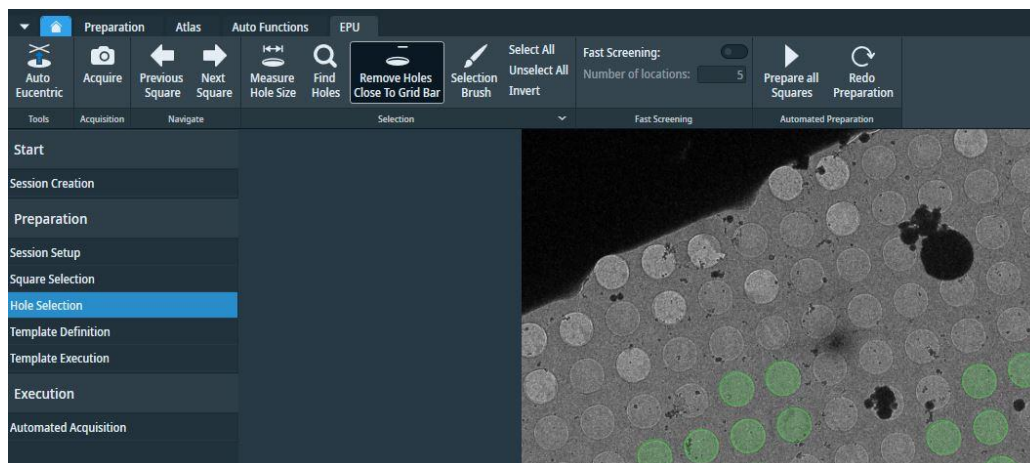 Preparation Atlas Auto Functions EPU
Auto
Eucentric
Acquire
Previous
Square
Next
Square
Measure
Hole Size
Find
Holes
Remove Holes
Close To Grid Bar
Selection
Brush
Select All
Unselect All
Invert
Fast Screening:
Number of locations: 5
Prepare all
Squares
Redo
Preparation
Tools Acquisition Navigate Selection Fast Screening Automated Preparation
Start
Session Creation
Preparation
Session Setup
Square Selection
Hole Selection
Template Definition
Template Execution
Execution
Automated Acquisition